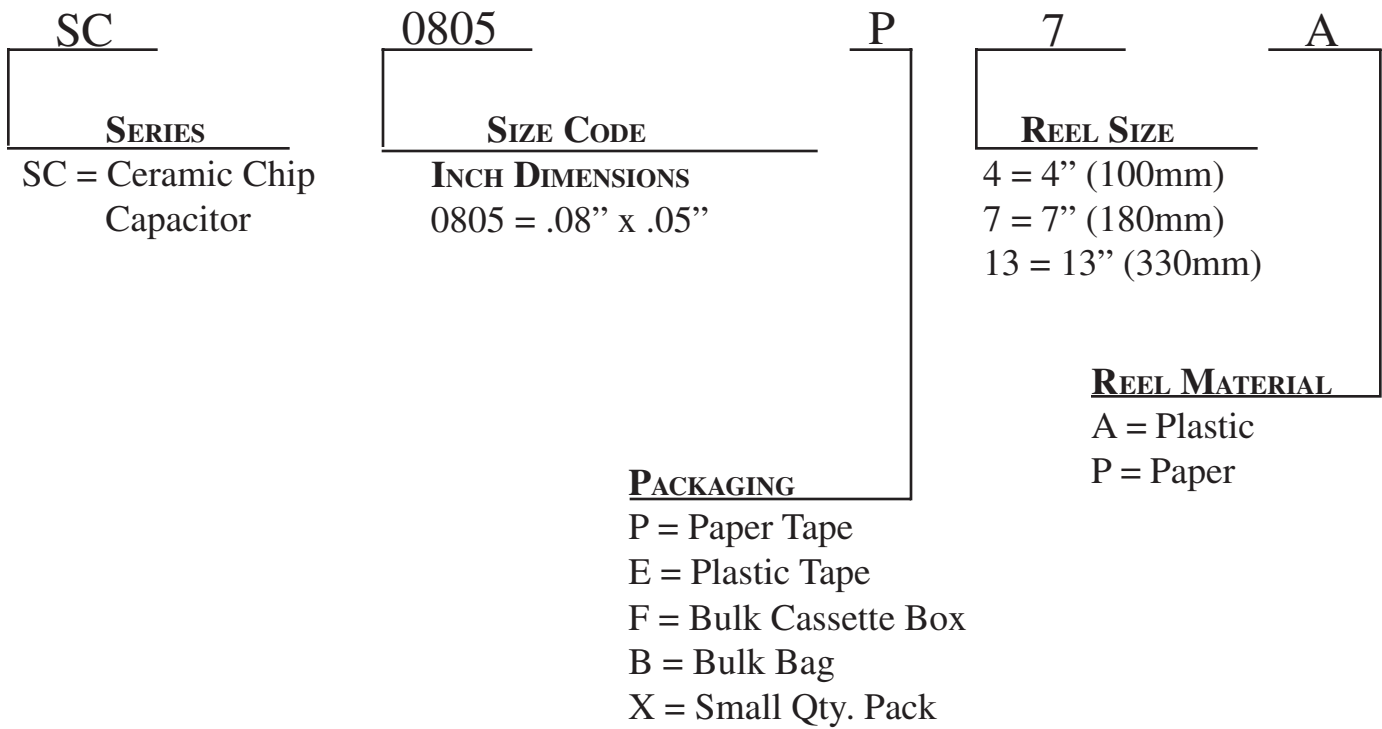 SC 0805 P 7 A
SERIES
SC = Ceramic Chip
Capacitor
SIZE CODE
INCH DIMENSIONS
0805 = .08” x .05”
REEL SIZE
4 = 4” (100mm)
7 = 7” (180mm)
13 = 13” (330mm)
REEL MATERIAL
A = Plastic
P = Paper
PACKAGING
P = Paper Tape
E = Plastic Tape
F = Bulk Cassette Box
B = Bulk Bag
X = Small Qty. Pack